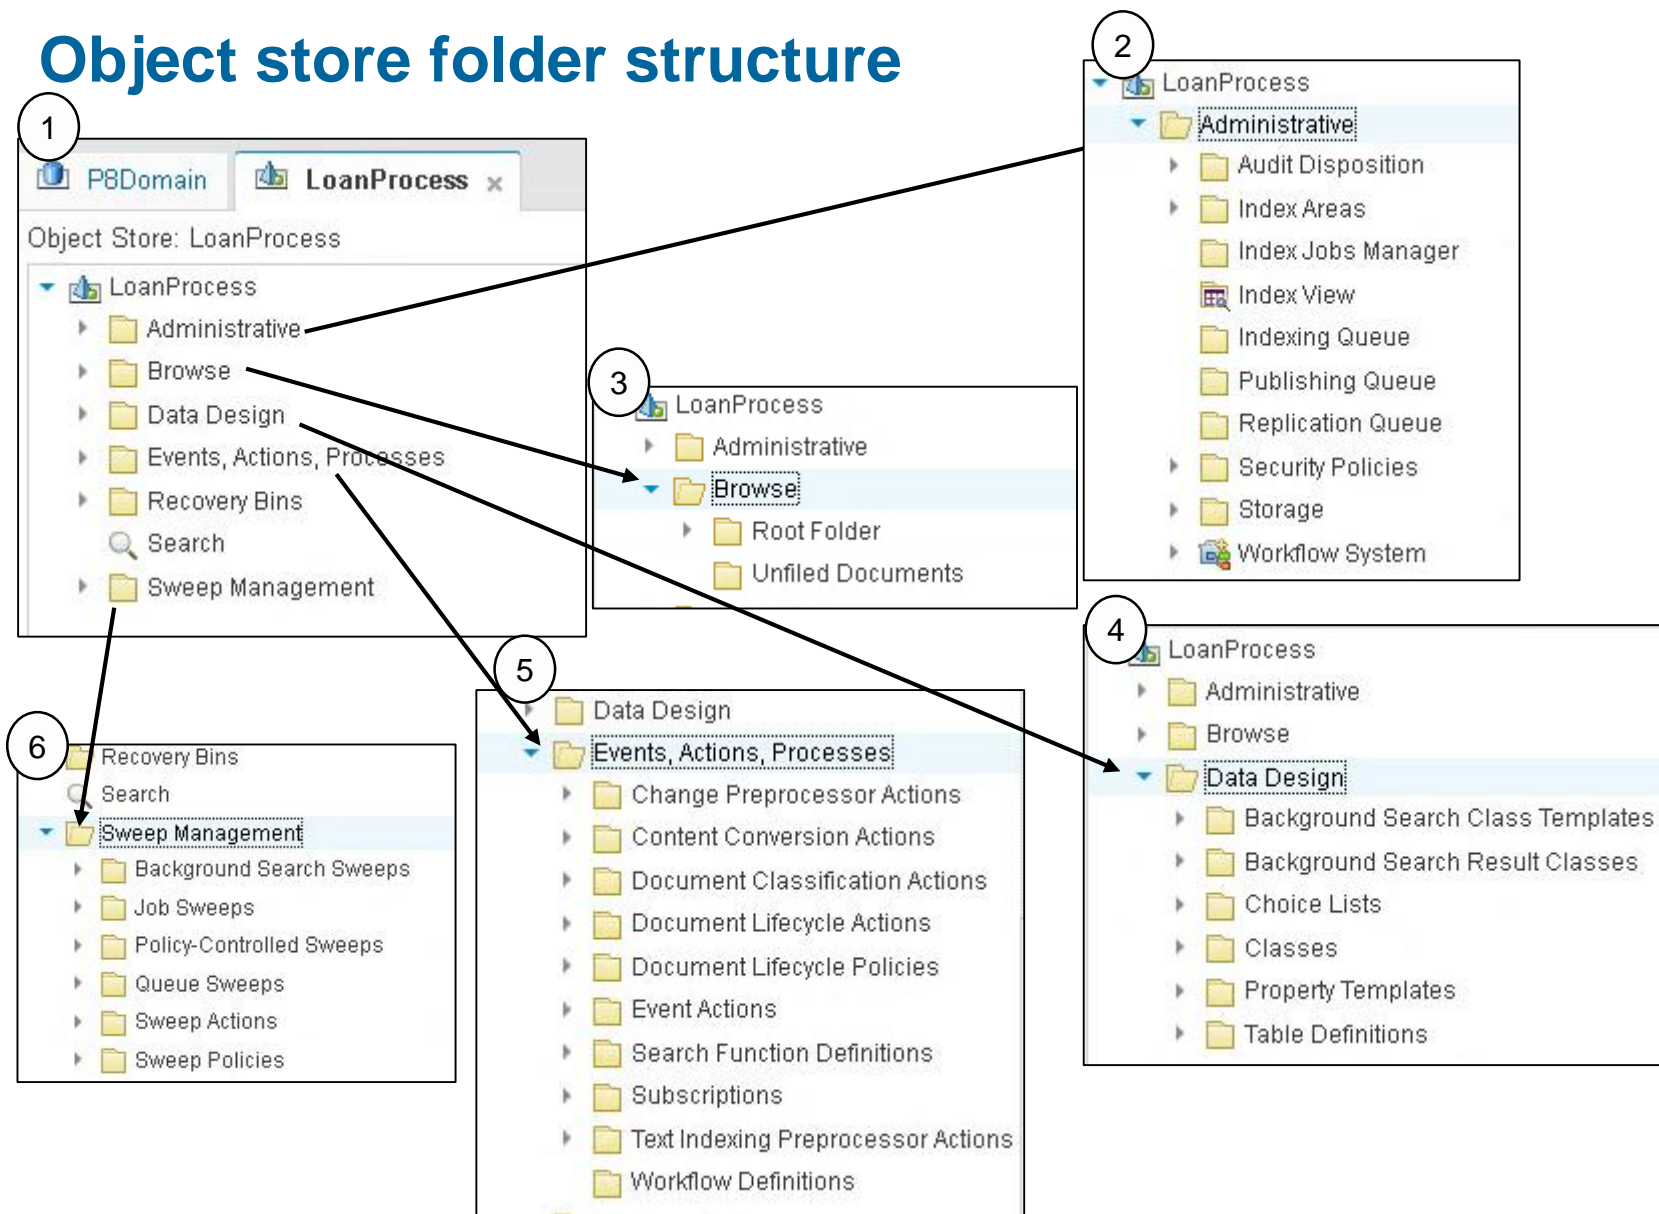 Object store folder structure
1
P8Domain
LoanProcess
Object Store: LoanProcess
LoanProcess
Administrative
Browse
Data Design
Events, Actions, Processes
Recovery Bins
Search
Sweep Management
2
LoanProcess
Administrative
Audit Disposition
Index Areas
Index Jobs Manager
Index View
Indexing Queue
Publishing Queue
Replication Queue
Security Policies
Storage
Workflow System
3
LoanProcess
Administrative
Browse
Root Folder
Unfiled Documents
4
LoanProcess
Administrative
Browse
Data Design
Background Search Class Templates
Background Search Result Classes
Choice Lists
Classes
Property Templates
Table Definitions
5
Data Design
Events, Actions, Processes
Change Preprocessor Actions
Content Conversion Actions
Document Classification Actions
Document Lifecycle Actions
Document Lifecycle Policies
Event Actions
Search Function Definitions
Subscriptions
Text Indexing Preprocessor Actions
Workflow Definitions
6
Recovery Bins
Search
Sweep Management
Background Search Sweeps
Job Sweeps
Policy-Controlled Sweeps
Queue Sweeps
Sweep Actions
Sweep Policies